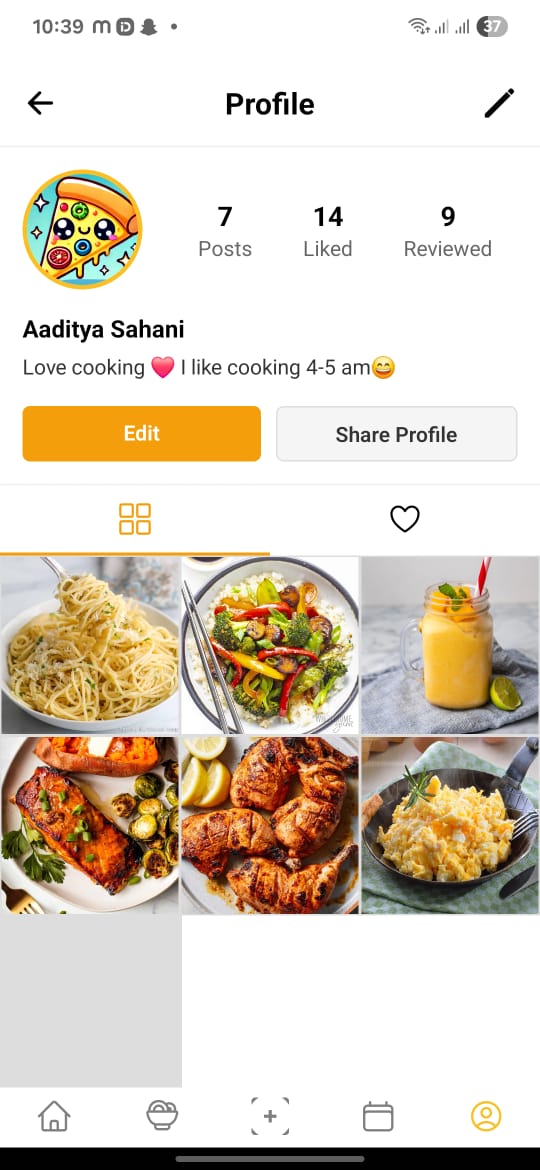 10:39
37
Profile
7
14
9
Posts
Liked
Reviewed
Aaditya Sahani
Love cooking ❤️ I like cooking 4-5 am😄
Edit
Share Profile